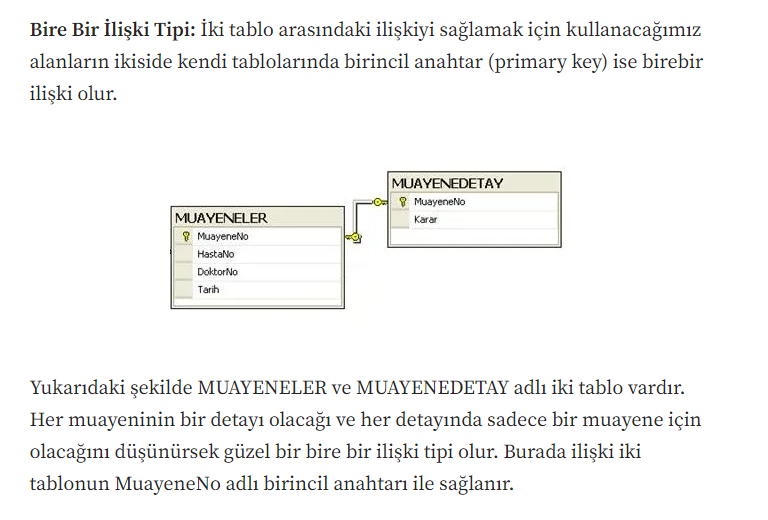 Bire Bir İlişki Tipi: İki tablo arasındaki ilişkiyi sağlamak için kullanacağımız
alanların ikiside kendi tablolarında birincil anahtar (primary key) ise birebir
ilişki olur.
MUAYENEDETAY
MuayeneNo
Karar
MUAYENELER
MuayeneNo
HastaNo
DoktorNo
Tarih
Yukarıdaki şekilde MUAYENELER ve MUAYENEDETAY adlı iki tablo vardır.
Her muayeninin bir detayı olacağı ve her detayında sadece bir muayene için
olacağını düşünürsek güzel bir bire bir ilişki tipi olur. Burada ilişki iki
tablonun MuayeneNo adlı birincil anahtarı ile sağlanır.